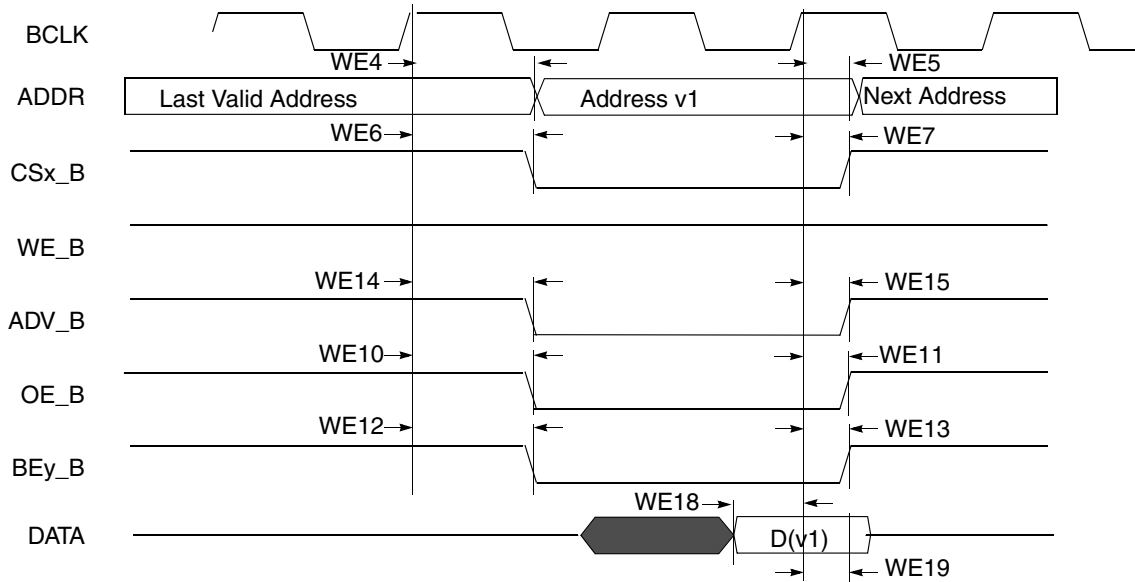 BCLK
WE4
WE5
ADDR
Last Valid Address
Address v1
Next Address
WE6
WE7
CSx_B
WE_B
WE14
WE15
ADV_B
WE10
WE11
OE_B
WE12
WE13
BEy_B
WE18
DATA
D(v1)
WE19